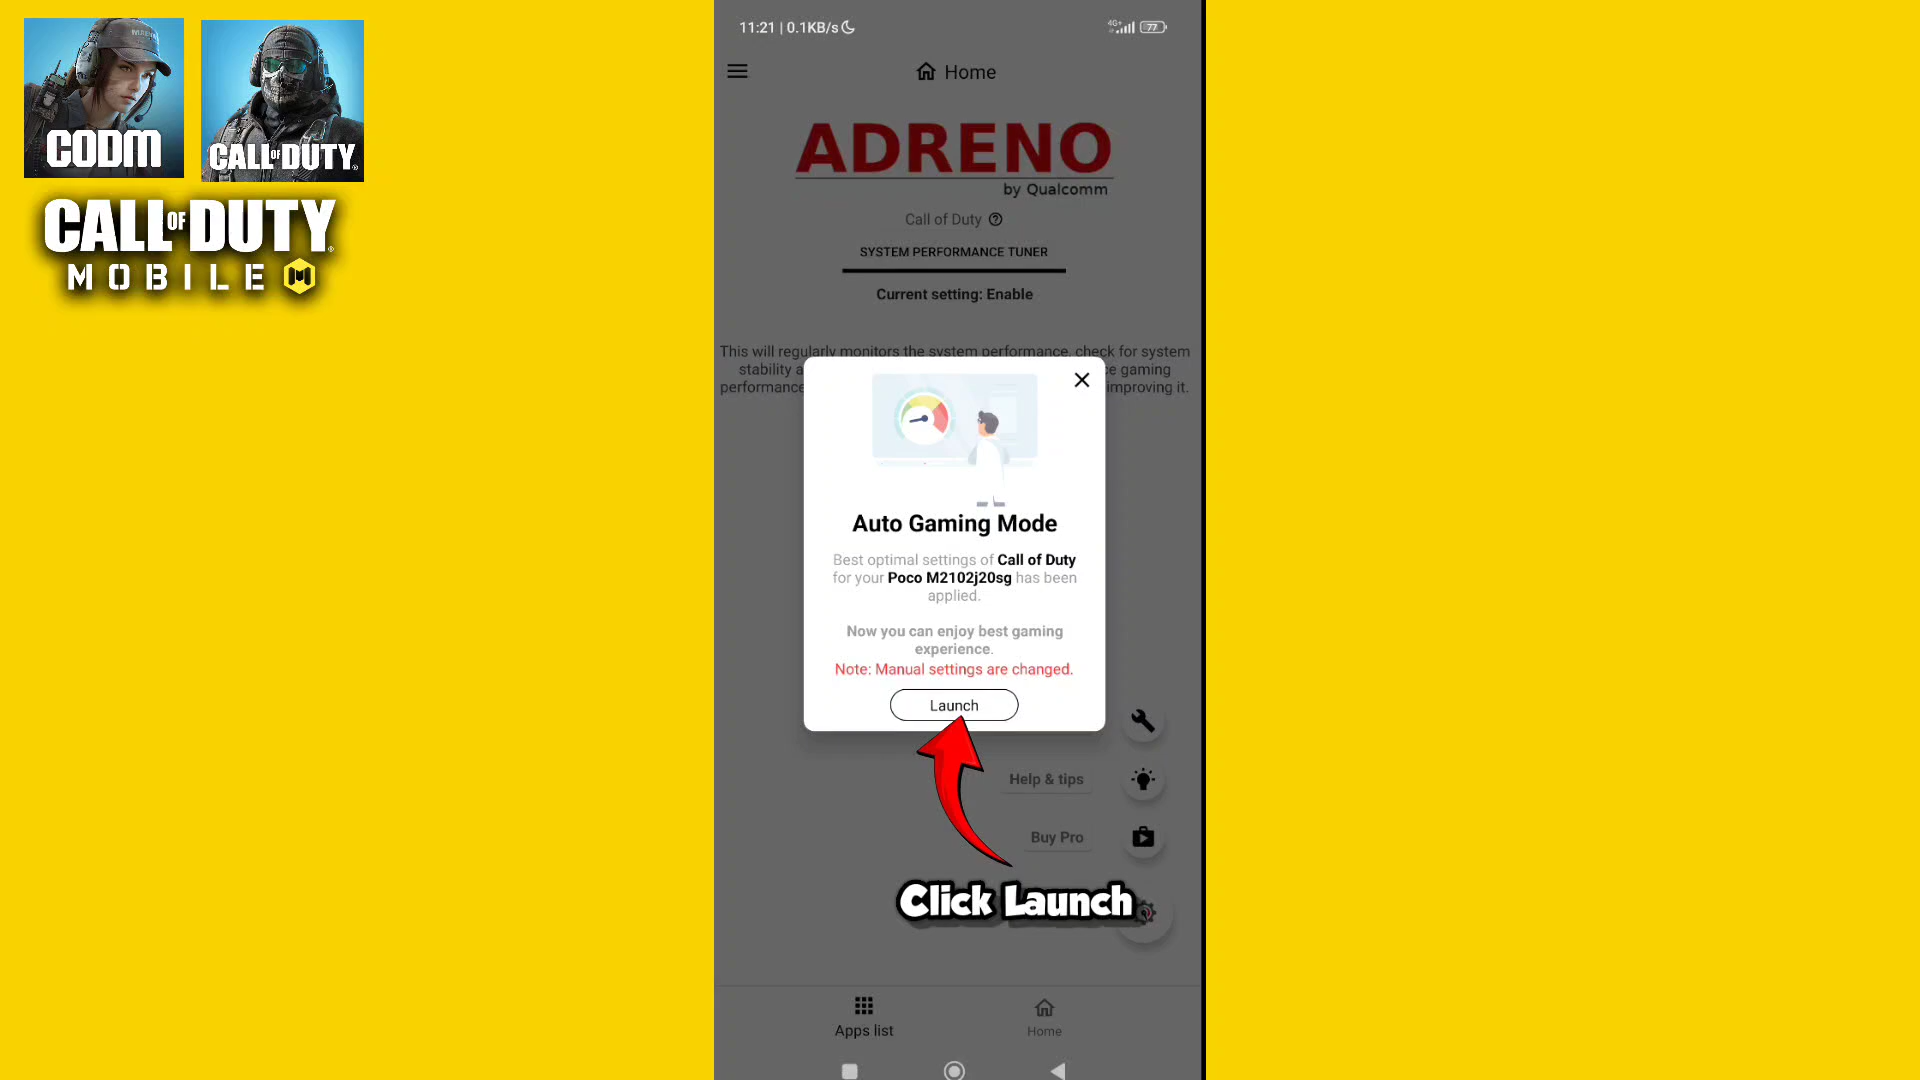 CODM
CALL OF DUTY
CALL OF DUTY
MOBILE
11:21 | 0.1KB/s
4G+
77
Home
ADRENO
by Qualcomm
Call of Duty
SYSTEM PERFORMANCE TUNER
Current setting: Enable
This will regularly monitors the system performance, check for system
stability a
ce gaming
performance
improving it.
Auto Gaming Mode
Best optimal settings of Call of Duty
for your Poco M2102j20sg has been
applied.
Now you can enjoy best gaming
experience.
Note: Manual settings are changed.
Launch
Help & tips
Buy Pro
Click Launch
Apps list
Home